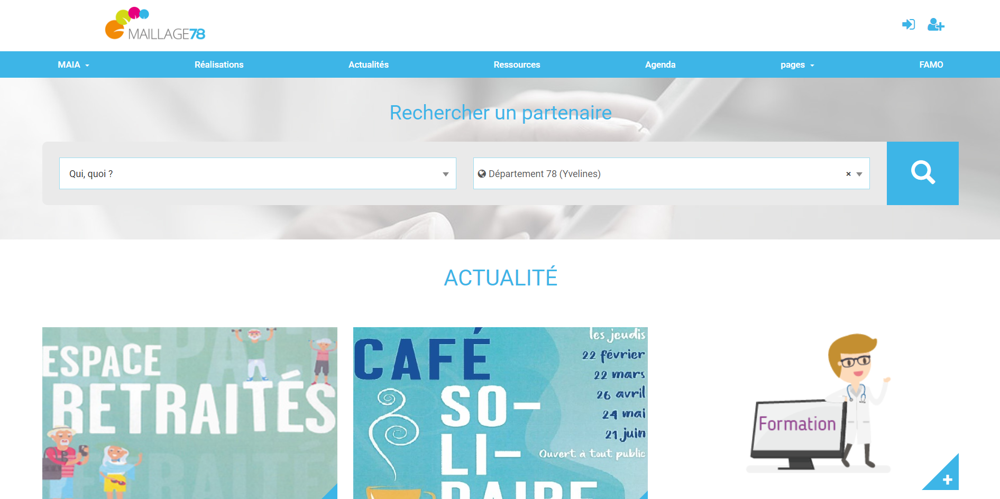 MAILLAGE78
MAIA
Réalisations
Actualités
Ressources
Agenda
pages
FAMO
Rechercher un partenaire
Qui, quoi ?
Département 78 (Yvelines)
×
ACTUALITÉ
ESPACE
RETRAITÉS
CAFÉ
SO-
LI-
DAIRE
les jeudis
22 février
22 mars
26 avril
24 mai
21 juin
Ouvert à tout public
Formation